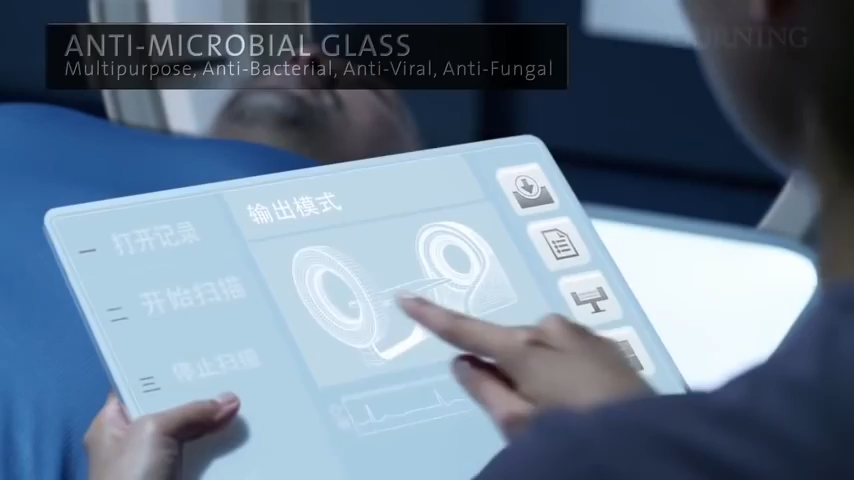 ANTI-MICROBIAL GLASS
Multipurpose, Anti-Bacterial, Anti-Viral, Anti-Fungal
CORNING
输出模式
一 打开记录
二 开始扫描
三 停止扫描